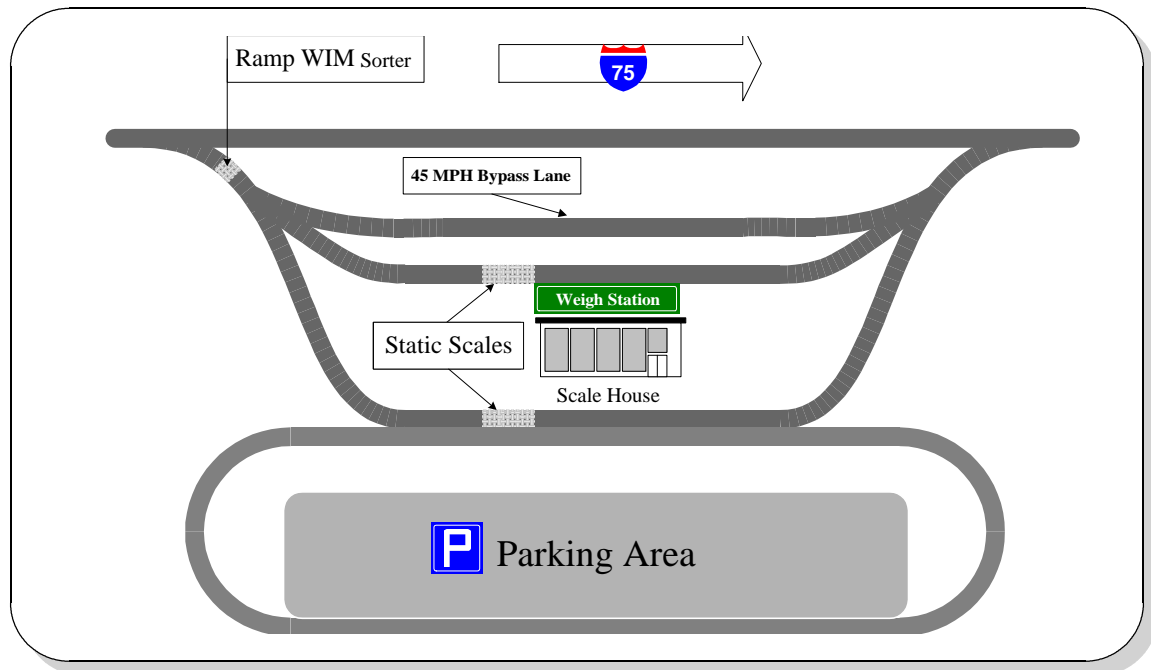 Ramp WIM Sorter
75
45 MPH Bypass Lane
Weigh Station
Static Scales
Scale House
P Parking Area